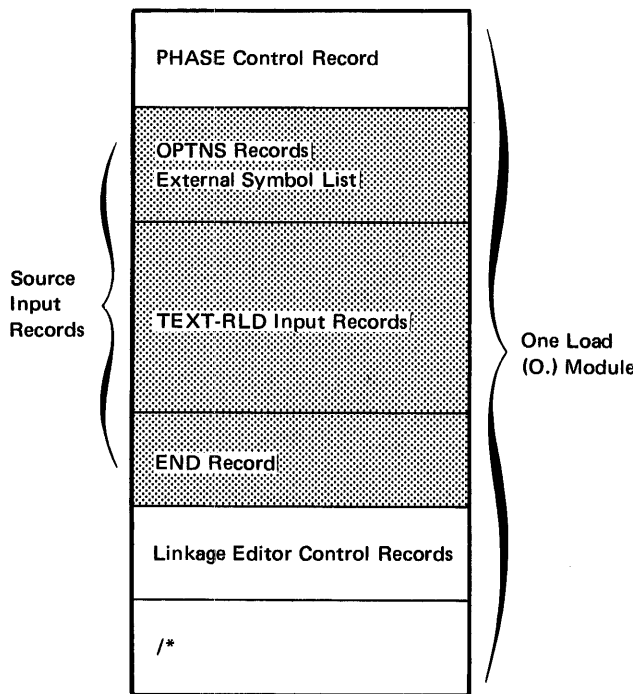 PHASE Control Record
OPTNS Records
External Symbol List
Source
Input
Records
TEXT-RLD Input Records
One Load
(O.) Module
END Record
Linkage Editor Control Records
/*